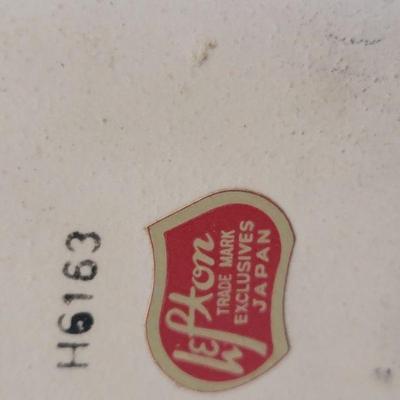 H6163
Lefton
TRADE MARK
EXCLUSIVES
JAPAN